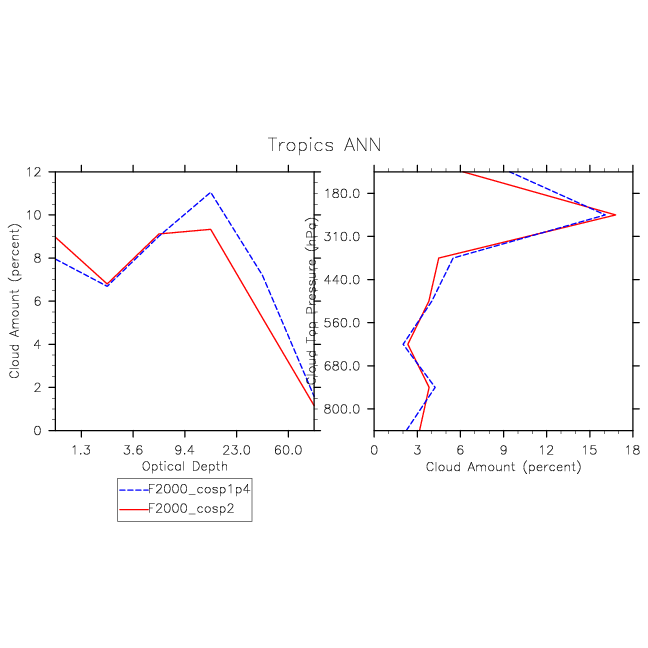 Tropics ANN
Cloud Amount (percent)
12
10
8
6
4
2
0
1.3 3.6 9.4 23.0 60.0
Optical Depth
F2000_cosp1p4
F2000_cosp2
Cloud Top Pressure (hPa)
180.0
310.0
440.0
560.0
680.0
800.0
0 3 6 9 12 15 18
Cloud Amount (percent)